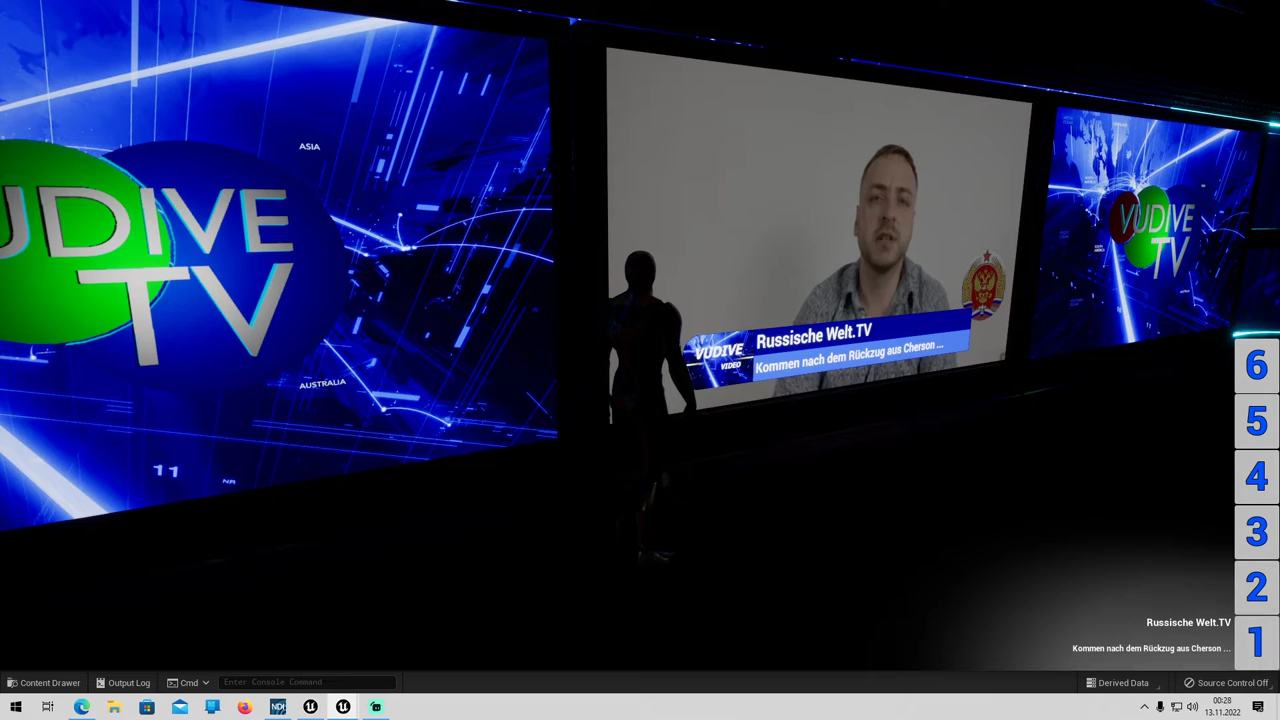 UDIVE
TV
ASIA
AUSTRALIA
11
VUDIVE
VIDEO
Russische Welt.TV
Kommen nach dem Rückzug aus Cherson ...
VUDIVE
TV
6
5
4
3
2
1
Russische Welt.TV
Kommen nach dem Rückzug aus Cherson ...
Content Drawer
Output Log
Cmd
Enter Console Command
Derived Data
Source Control Off
NDI
00:28
13.11.2022